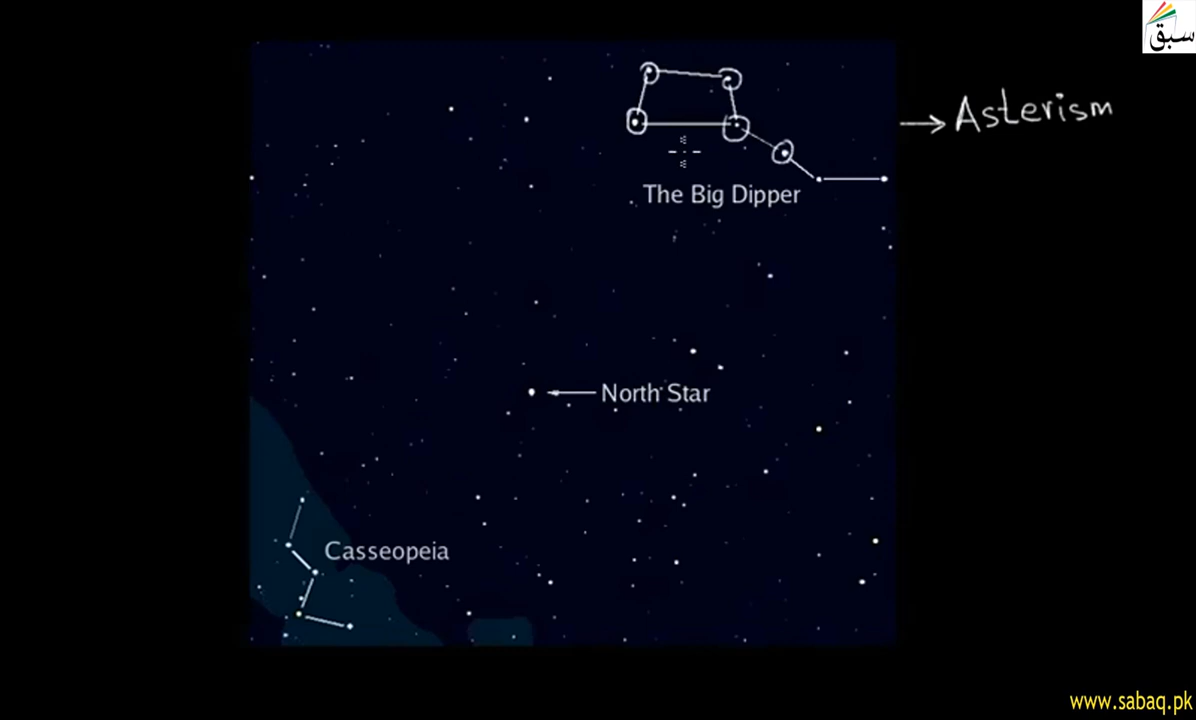 سبق
→ Asterism
The Big Dipper
North Star
Casseopeia
www.sabaq.pk